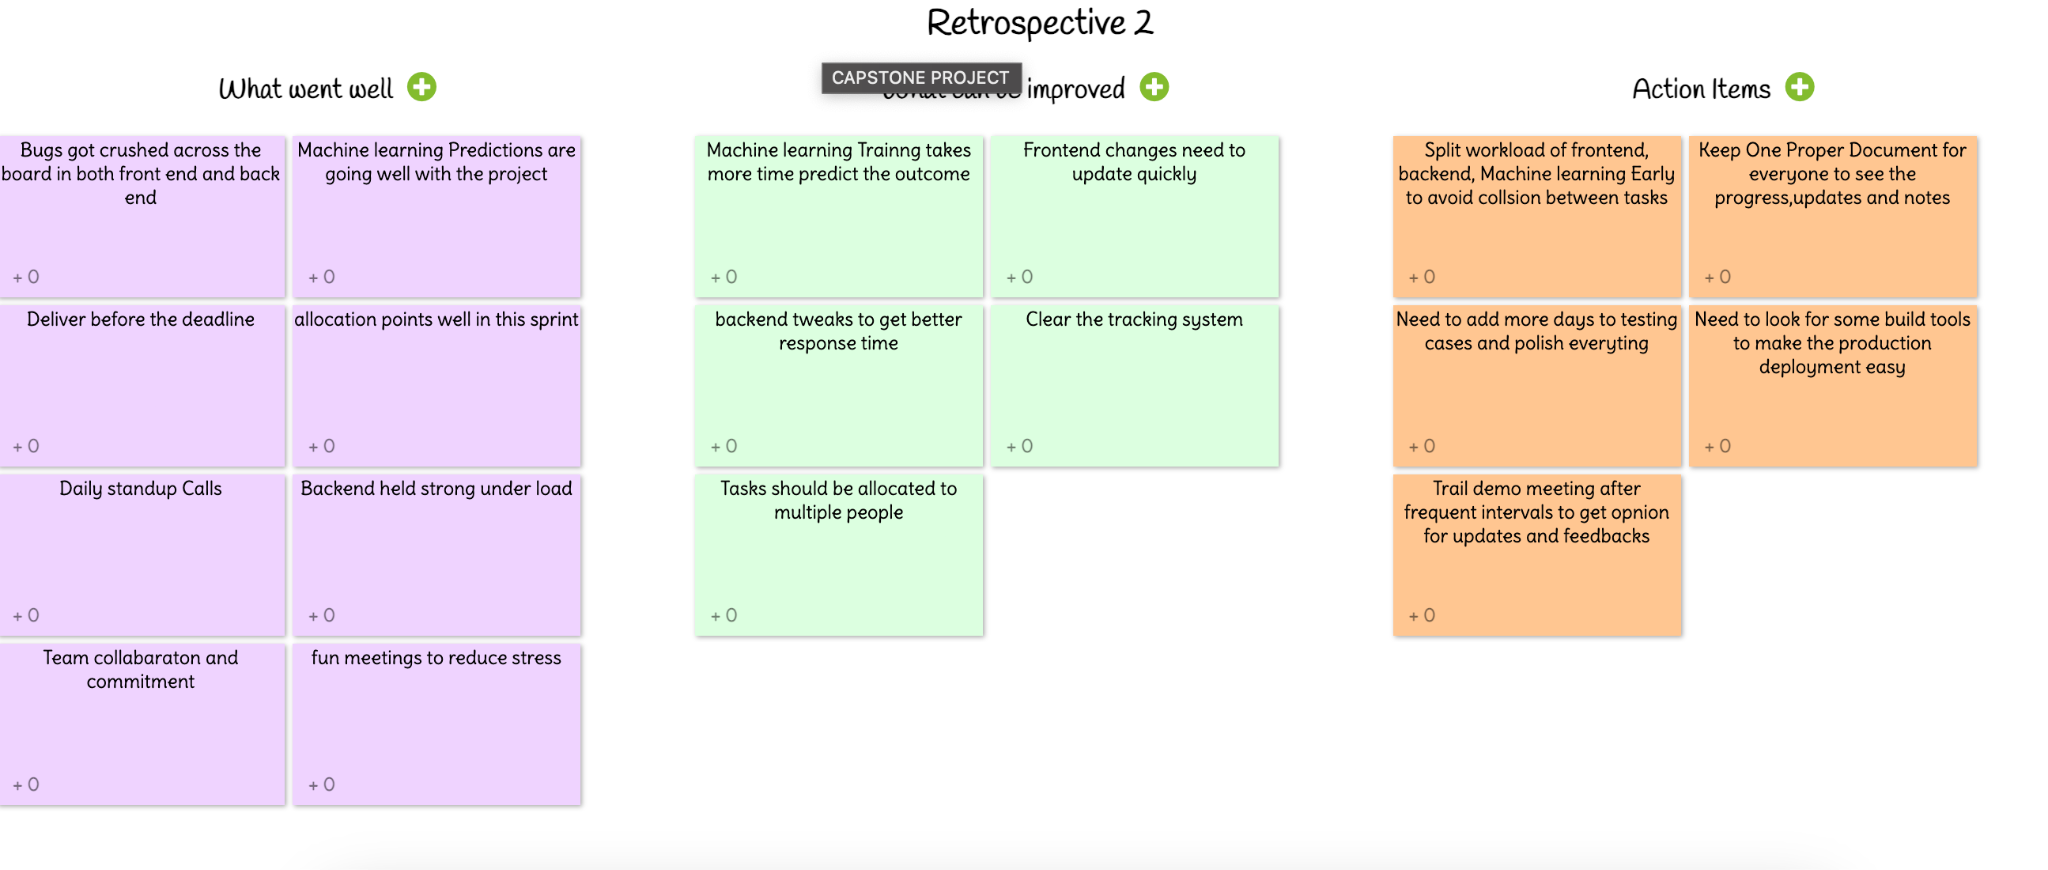 Retrospective 2
What went well
Bugs got crushed across the
board in both front end and back
end
+ 0
Machine learning Predictions are
going well with the project
+ 0
Deliver before the deadline
+ 0
allocation points well in this sprint
+ 0
Daily standup Calls
+ 0
Backend held strong under load
+ 0
Team collabaraton and
commitment
+ 0
fun meetings to reduce stress
+ 0
CAPSTONE PROJECT
improved
Machine learning Trainng takes
more time predict the outcome
+ 0
Frontend changes need to
update quickly
+ 0
backend tweaks to get better
response time
+ 0
Clear the tracking system
+ 0
Tasks should be allocated to
multiple people
+ 0
Action Items
Split workload of frontend,
backend, Machine learning Early
to avoid collsion between tasks
+ 0
Keep One Proper Document for
everyone to see the
progress,updates and notes
+ 0
Need to add more days to testing
cases and polish everyting
+ 0
Need to look for some build tools
to make the production
deployment easy
+ 0
Trail demo meeting after
frequent intervals to get opnion
for updates and feedbacks
+ 0